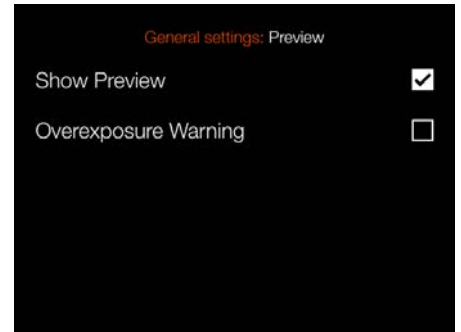 General settings: Preview
Show Preview
Overexposure Warning